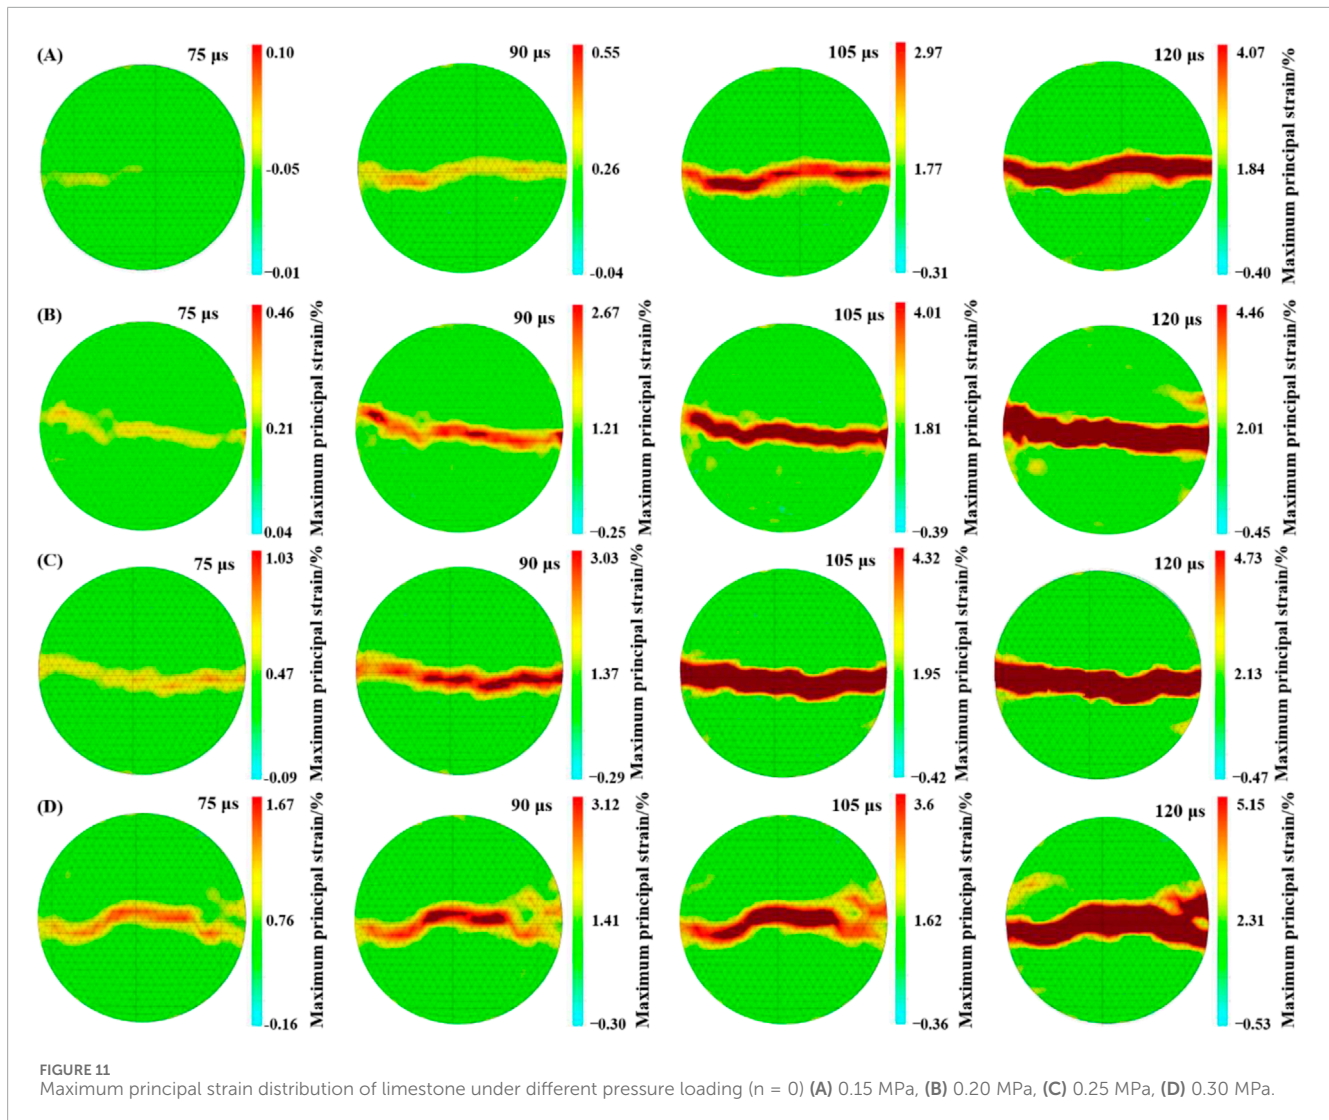 (A)
75 μs
0.10
-0.05
−0.01
90 μs
0.55
0.26
-0.04
105 μs
2.97
1.77
−0.31
120 μs
4.07
1.84
−0.40
Maximum principal strain/%
(B)
75 μs
0.46
0.21
0.04
Maximum principal strain/%
90 μs
2.67
1.21
−0.25
Maximum principal strain/%
105 μs
4.01
1.81
−0.39
Maximum principal strain/%
120 μs
4.46
2.01
−0.45
Maximum principal strain/%
(C)
75 μs
1.03
0.47
-0.09
Maximum principal strain/%
90 μs
3.03
1.37
−0.29
Maximum principal strain/%
105 μs
4.32
1.95
−0.42
Maximum principal strain/%
120 μs
4.73
2.13
−0.47
Maximum principal strain/%
(D)
75 μs
1.67
0.76
-0.16
Maximum principal strain/%
90 μs
3.12
1.41
−0.30
Maximum principal strain/%
105 μs
3.6
1.62
−0.36
Maximum principal strain/%
120 μs
5.15
2.31
−0.53
Maximum principal strain/%
FIGURE 11
Maximum principal strain distribution of limestone under different pressure loading (n = 0) (A) 0.15 MPa, (B) 0.20 MPa, (C) 0.25 MPa, (D) 0.30 MPa.